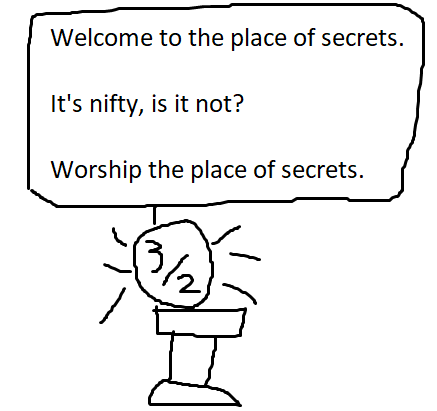 Welcome to the place of secrets.
It's nifty, is it not?
Worship the place of secrets.
3/2